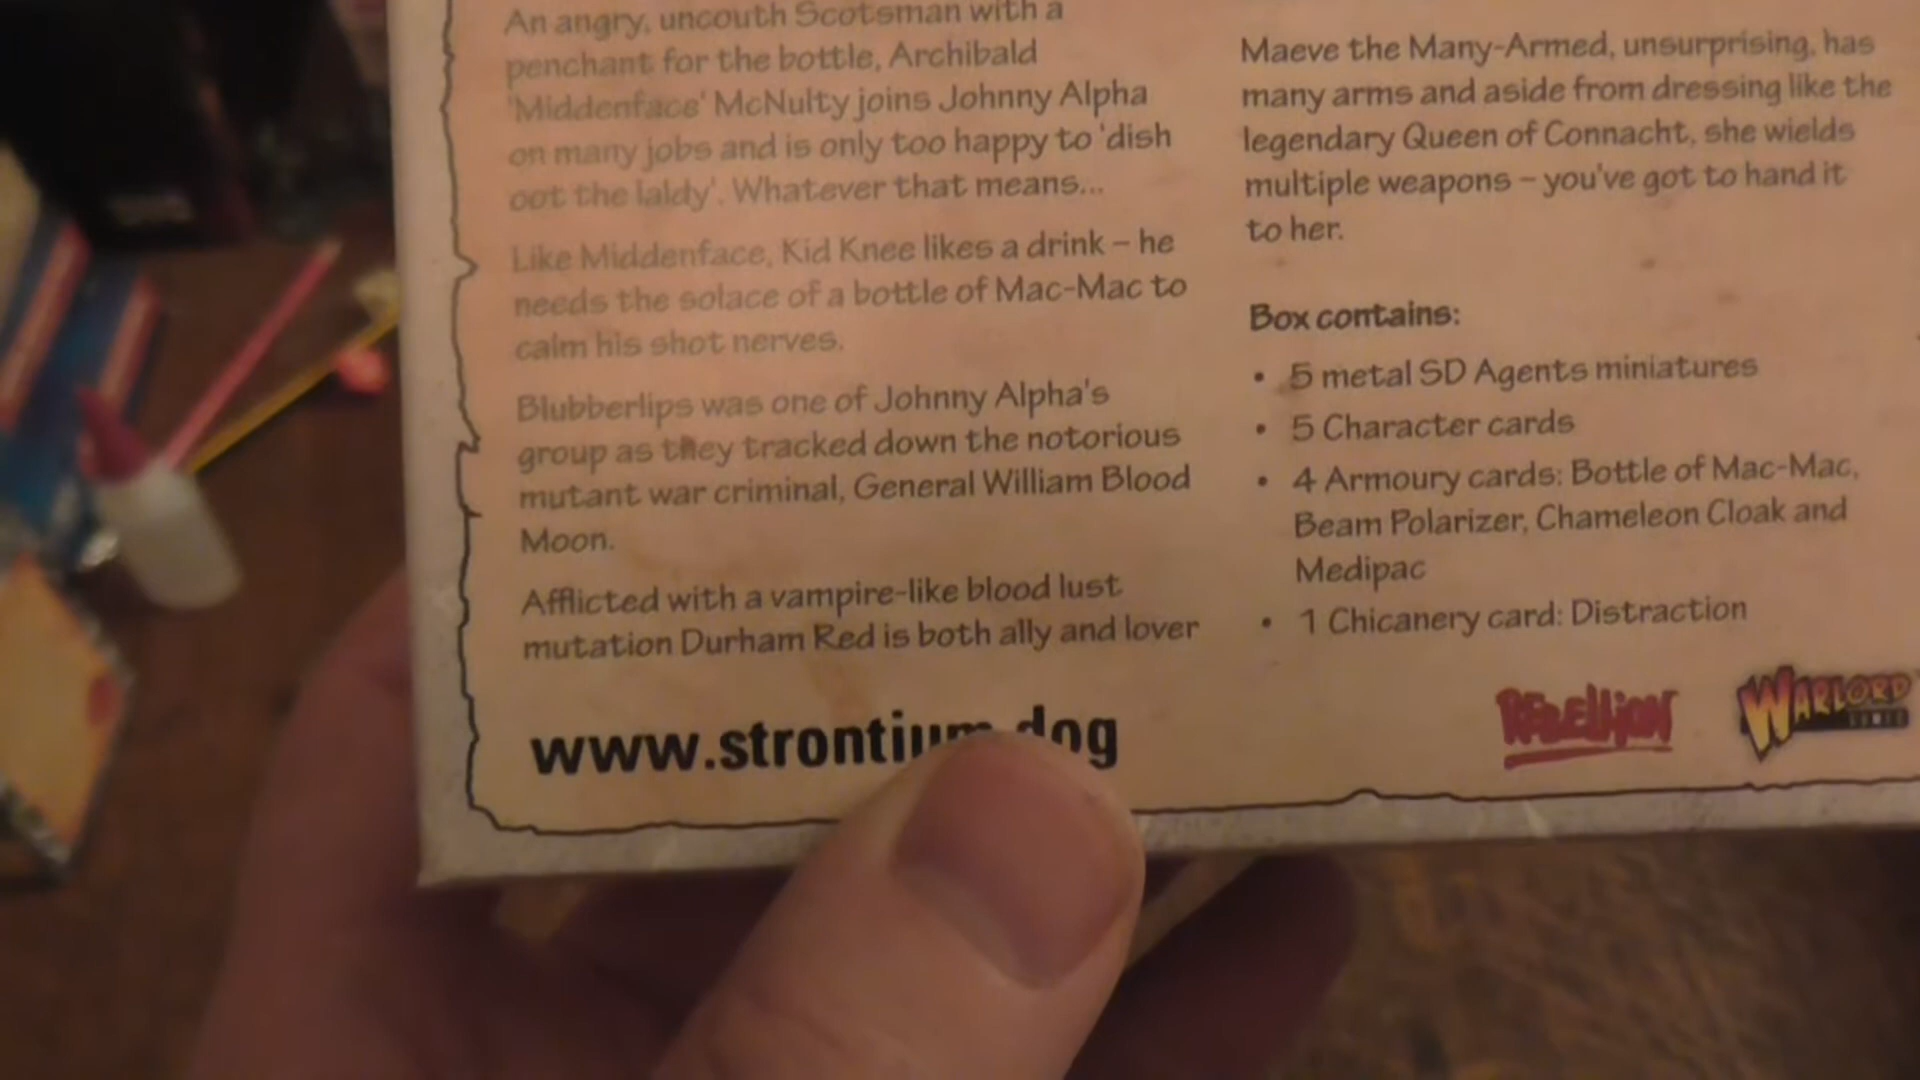 An angry, uncouth Scotsman with a
penchant for the bottle, Archibald
'Middenface' McNulty joins Johnny Alpha
on many jobs and is only too happy to 'dish
oot the laldy'. Whatever that means...
Like Middenface, Kid Knee likes a drink – he
needs the solace of a bottle of Mac-Mac to
calm his shot nerves.
Blubberlips was one of Johnny Alpha's
group as they tracked down the notorious
mutant war criminal, General William Blood
Moon.
Afflicted with a vampire-like blood lust
mutation Durham Red is both ally and lover
www.strontium.dog
Maeve the Many-Armed, unsurprising, has
many arms and aside from dressing like the
legendary Queen of Connacht, she wields
multiple weapons – you've got to hand it
to her.
Box contains:
• 5 metal SD Agents miniatures
• 5 Character cards
• 4 Armoury cards: Bottle of Mac-Mac,
Beam Polarizer, Chameleon Cloak and
Medipac
• 1 Chicanery card: Distraction
REBELLION
WARLORD
GAMES